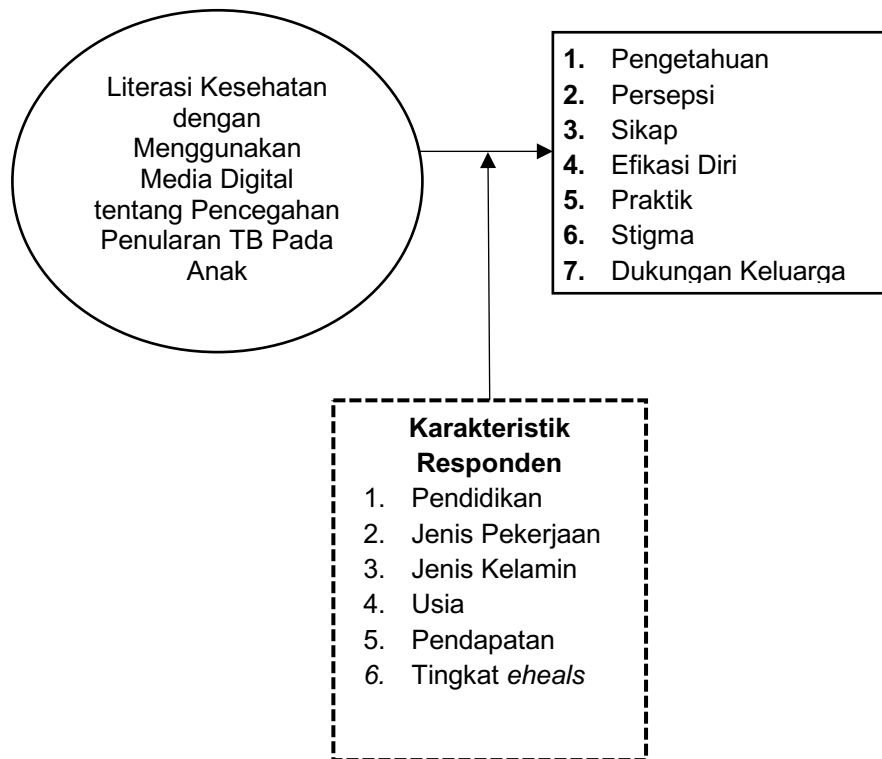 Literasi Kesehatan
dengan
Menggunakan
Media Digital
tentang Pencegahan
Penularan TB Pada
Anak
1. Pengetahuan
2. Persepsi
3. Sikap
4. Efikasi Diri
5. Praktik
6. Stigma
7. Dukungan Keluarga
Karakteristik
Responden
1. Pendidikan
2. Jenis Pekerjaan
3. Jenis Kelamin
4. Usia
5. Pendapatan
6. Tingkat eheals